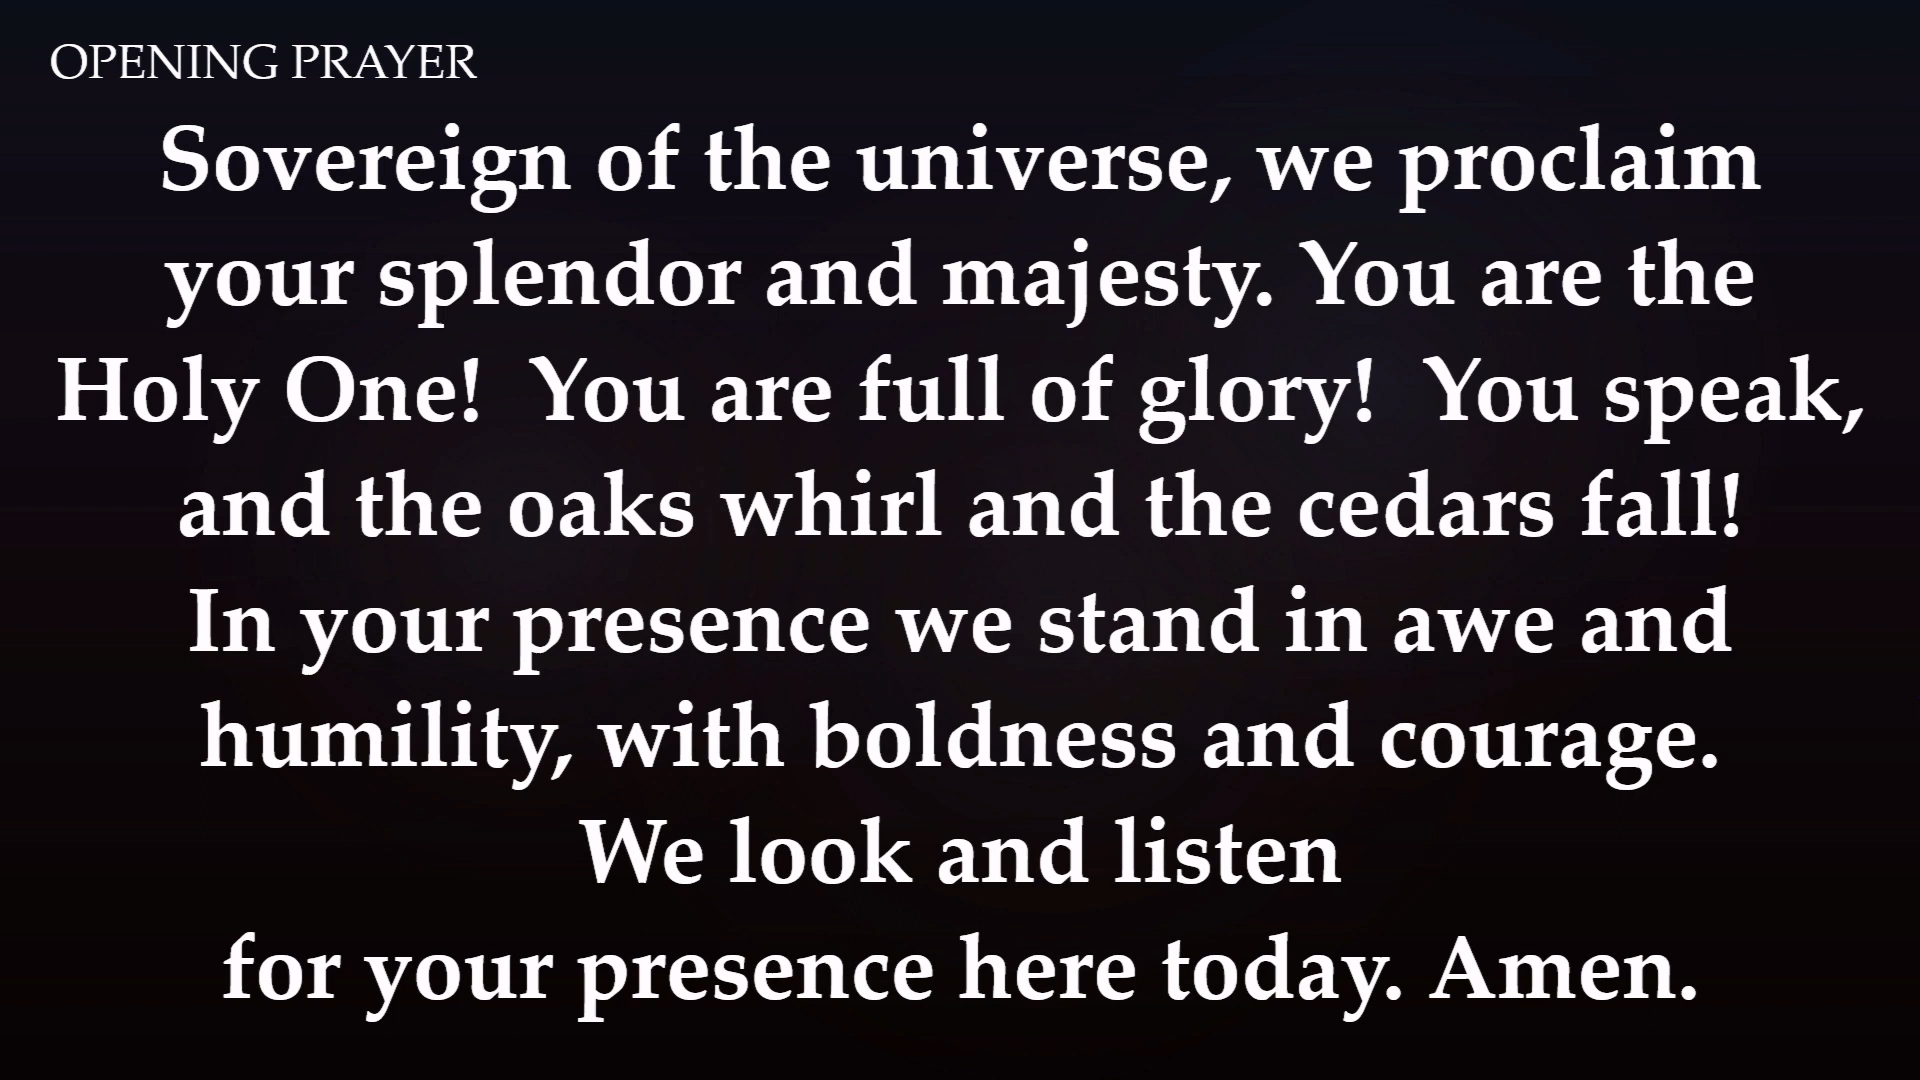 OPENING PRAYER
Sovereign of the universe, we proclaim
your splendor and majesty. You are the
Holy One!  You are full of glory!  You speak,
and the oaks whirl and the cedars fall!
In your presence we stand in awe and
humility, with boldness and courage.
We look and listen
for your presence here today. Amen.